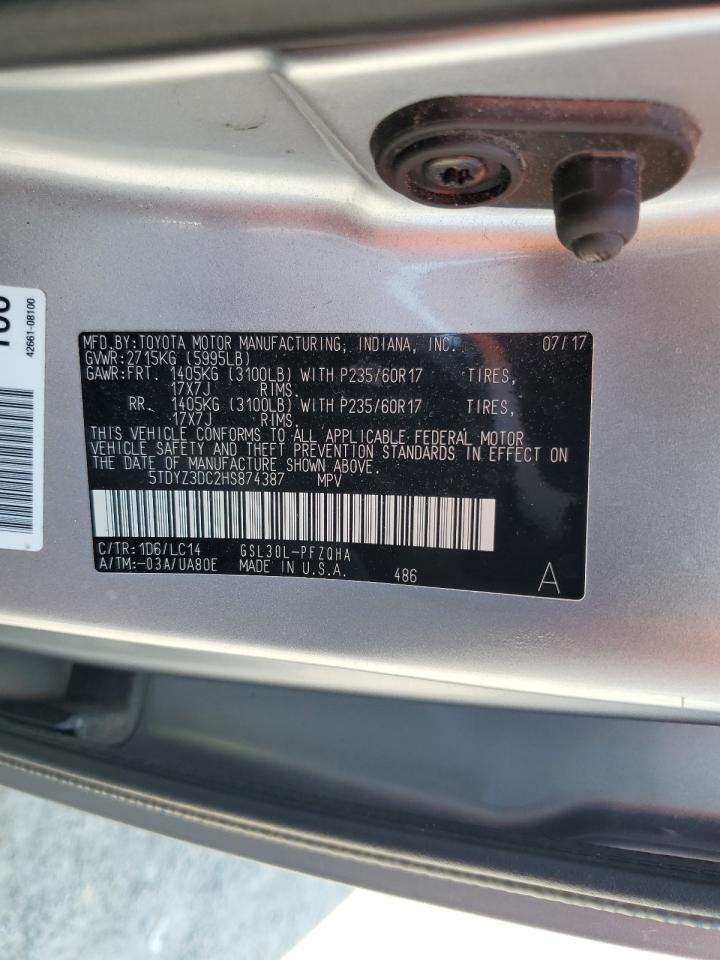 42661-08100
MFD.BY:TOYOTA MOTOR MANUFACTURING, INDIANA, INC. 07/17
GVWR:2715KG (5995LB)
GAWR:FRT. 1405KG (3100LB) WITH P235/60R17 TIRES,
17X7J RIMS.
RR. 1405KG (3100LB) WITH P235/60R17 TIRES,
17X7J RIMS.
THIS VEHICLE CONFORMS TO ALL APPLICABLE FEDERAL MOTOR
VEHICLE SAFETY AND THEFT PREVENTION STANDARDS IN EFFECT ON
THE DATE OF MANUFACTURE SHOWN ABOVE.
5TDYZ3DC2HS874387 MPV
C/TR:1D6/LC14 GSL30L-PFZQHA
A/TM:-03A/UA80E MADE IN U.S.A. 486 A